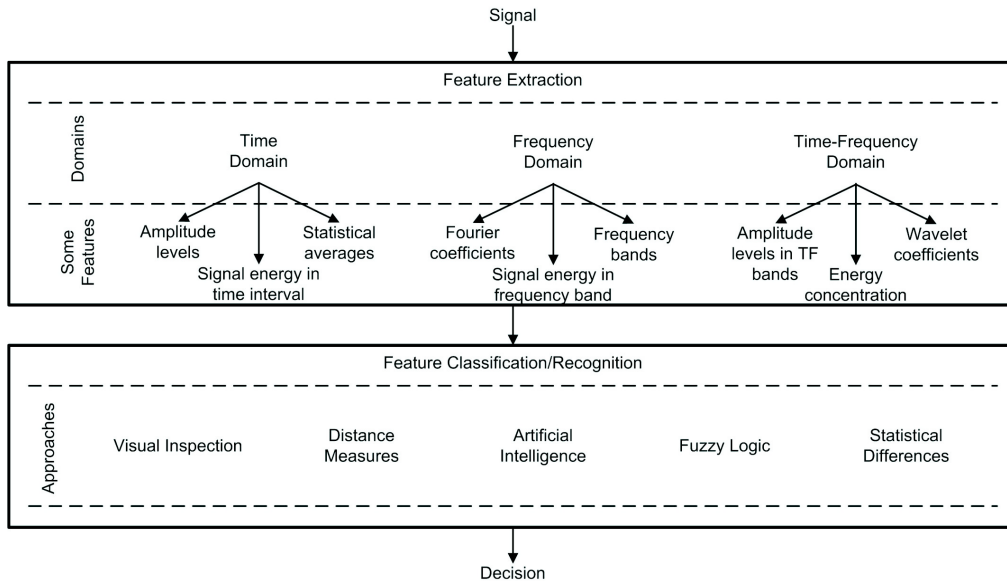 Signal
Feature Extraction
Domains
Time
Domain
Frequency
Domain
Time-Frequency
Domain
Some
Features
Amplitude
levels
Signal energy in
time interval
Statistical
averages
Fourier
coefficients
Signal energy in
frequency band
Frequency
bands
Amplitude
levels in TF
bands
Energy
concentration
Wavelet
coefficients
Feature Classification/Recognition
Approaches
Visual Inspection
Distance
Measures
Artificial
Intelligence
Fuzzy Logic
Statistical
Differences
Decision